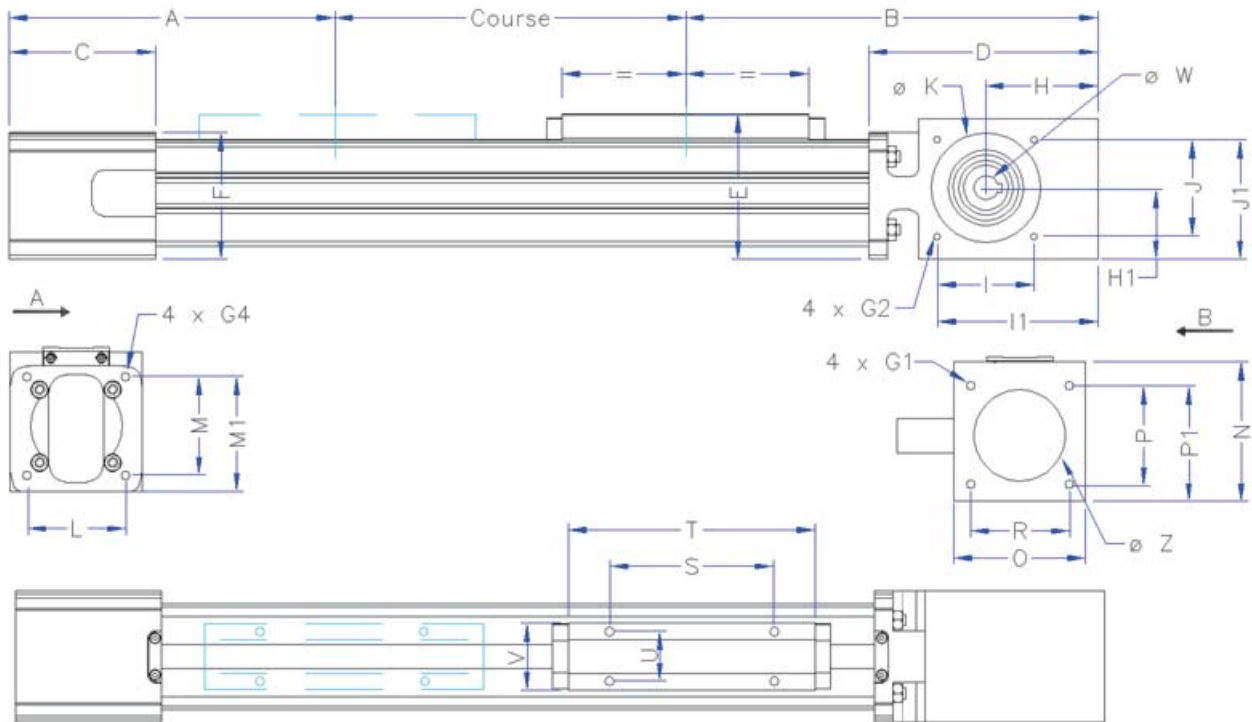 A
Course
B
C
=
=
D
ø K
H
ø W
F
E
J
J1
H1
I
4 x G2
I1
A
4 x G4
B
4 x G1
M
M1
P
P1
N
L
R
O
ø Z
T
S
V
U